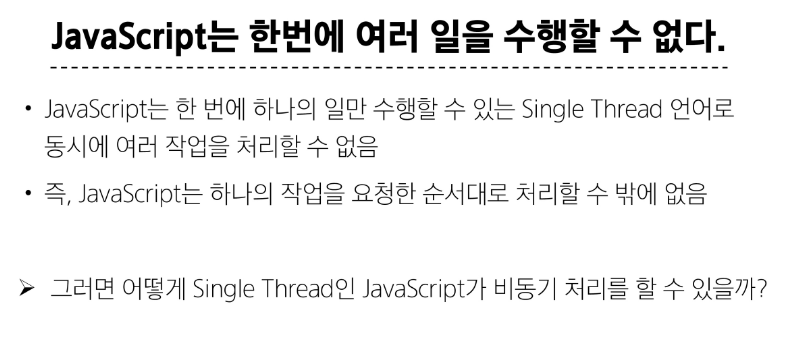 JavaScript는 한번에 여러 일을 수행할 수 없다.
• JavaScript는 한 번에 하나의 일만 수행할 수 있는 Single Thread 언어로
동시에 여러 작업을 처리할 수 없음
• 즉, JavaScript는 하나의 작업을 요청한 순서대로 처리할 수 밖에 없음
➢ 그러면 어떻게 Single Thread인 JavaScript가 비동기 처리를 할 수 있을까?